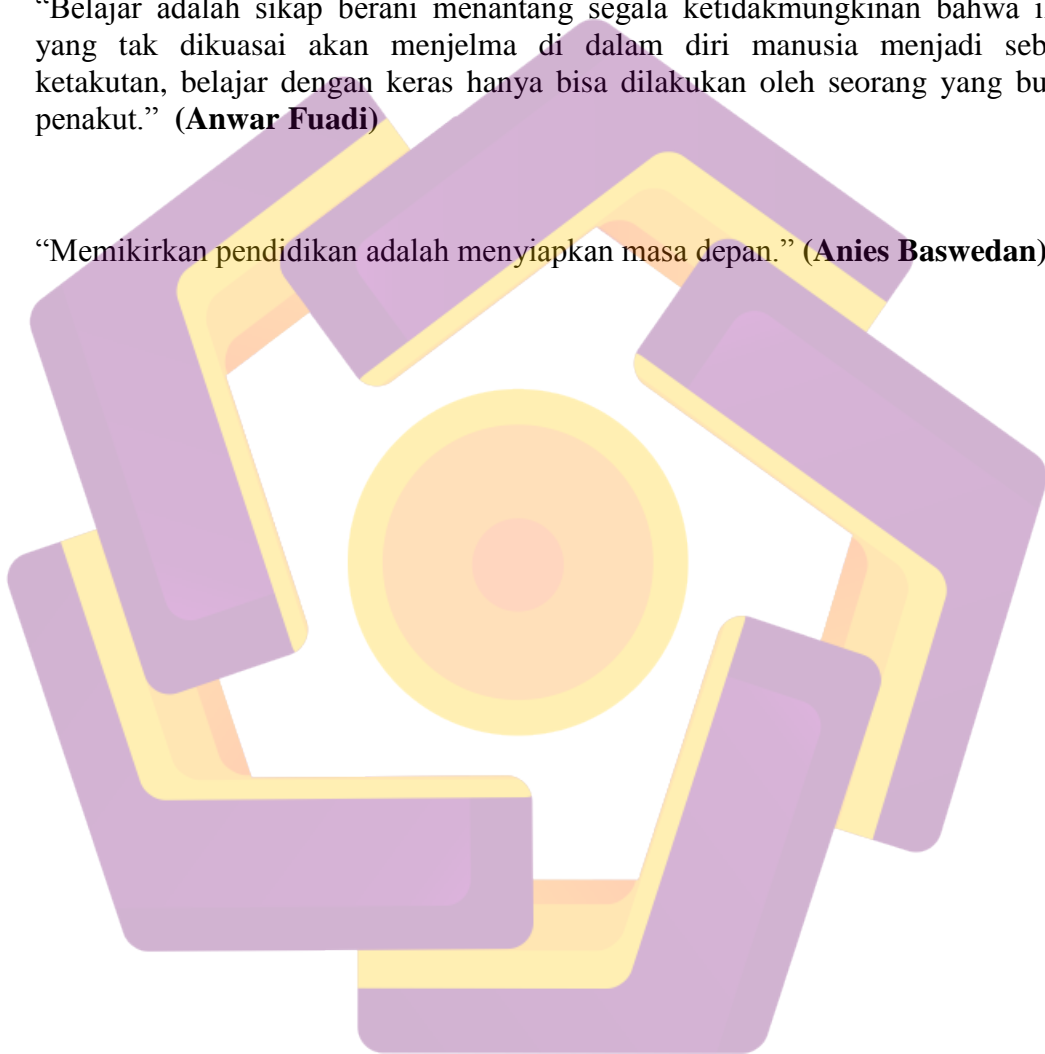 “Belajar adalah sikap berani menantang segala ketidakmungkinan bahwa
yang tak dikuasai akan menjelma di dalam diri manusia menjadi
ketakutan, belajar dengan keras hanya bisa dilakukan oleh seorang yang
penakut.” (Anwar Fuadi)
“Memikirkan pendidikan adalah menyiapkan masa depan.” (Anies Baswedan)